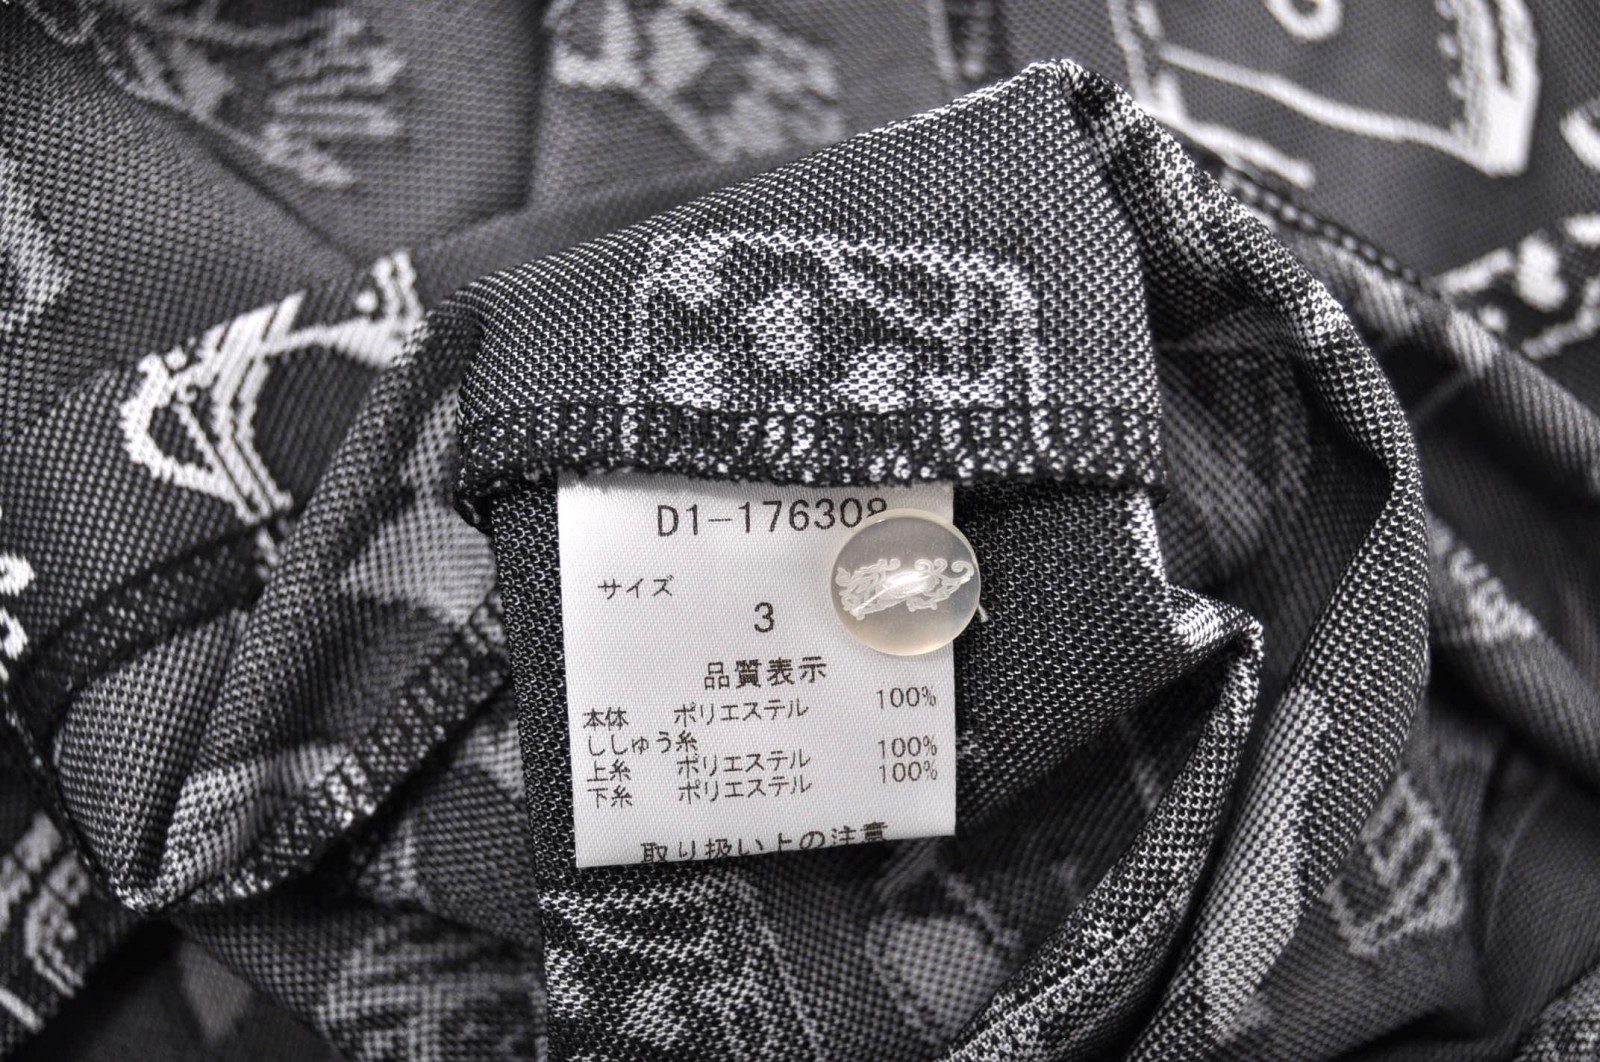 D1-176308
サイズ
3
品質表示
本体 ポリエステル 100%
ししゅう糸
上糸 ポリエステル 100%
下糸 ポリエステル 100%
取り扱い上の注意